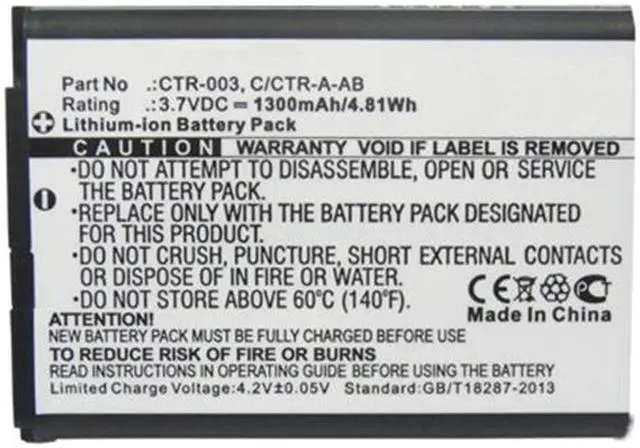 Part No .:CTR-003, C/CTR-A-AB
Rating .:3.7VDC ⎓ 1300mAh/4.81Wh
Lithium-ion Battery Pack
CAUTION WARRANTY VOID IF LABEL IS REMOVED
•DO NOT ATTEMPT TO DISASSEMBLE, OPEN OR SERVICE
THE BATTERY PACK.
•REPLACE ONLY WITH THE BATTERY PACK DESIGNATED
FOR THIS PRODUCT.
•DO NOT CRUSH, PUNCTURE, SHORT EXTERNAL CONTACTS
OR DISPOSE OF IN FIRE OR WATER.
•DO NOT STORE ABOVE 60°C (140°F).
CE
Made In China
ATTENTION!
NEW BATTERY PACK MUST BE FULLY CHARGED BEFORE USE.
TO REDUCE RISK OF FIRE OR BURNS
READ INSTRUCTIONS IN OPERATING MANUAL BEFORE USE.
Limited Charge Voltage:4.2V±0.05V Standard:GB/T18287-2013